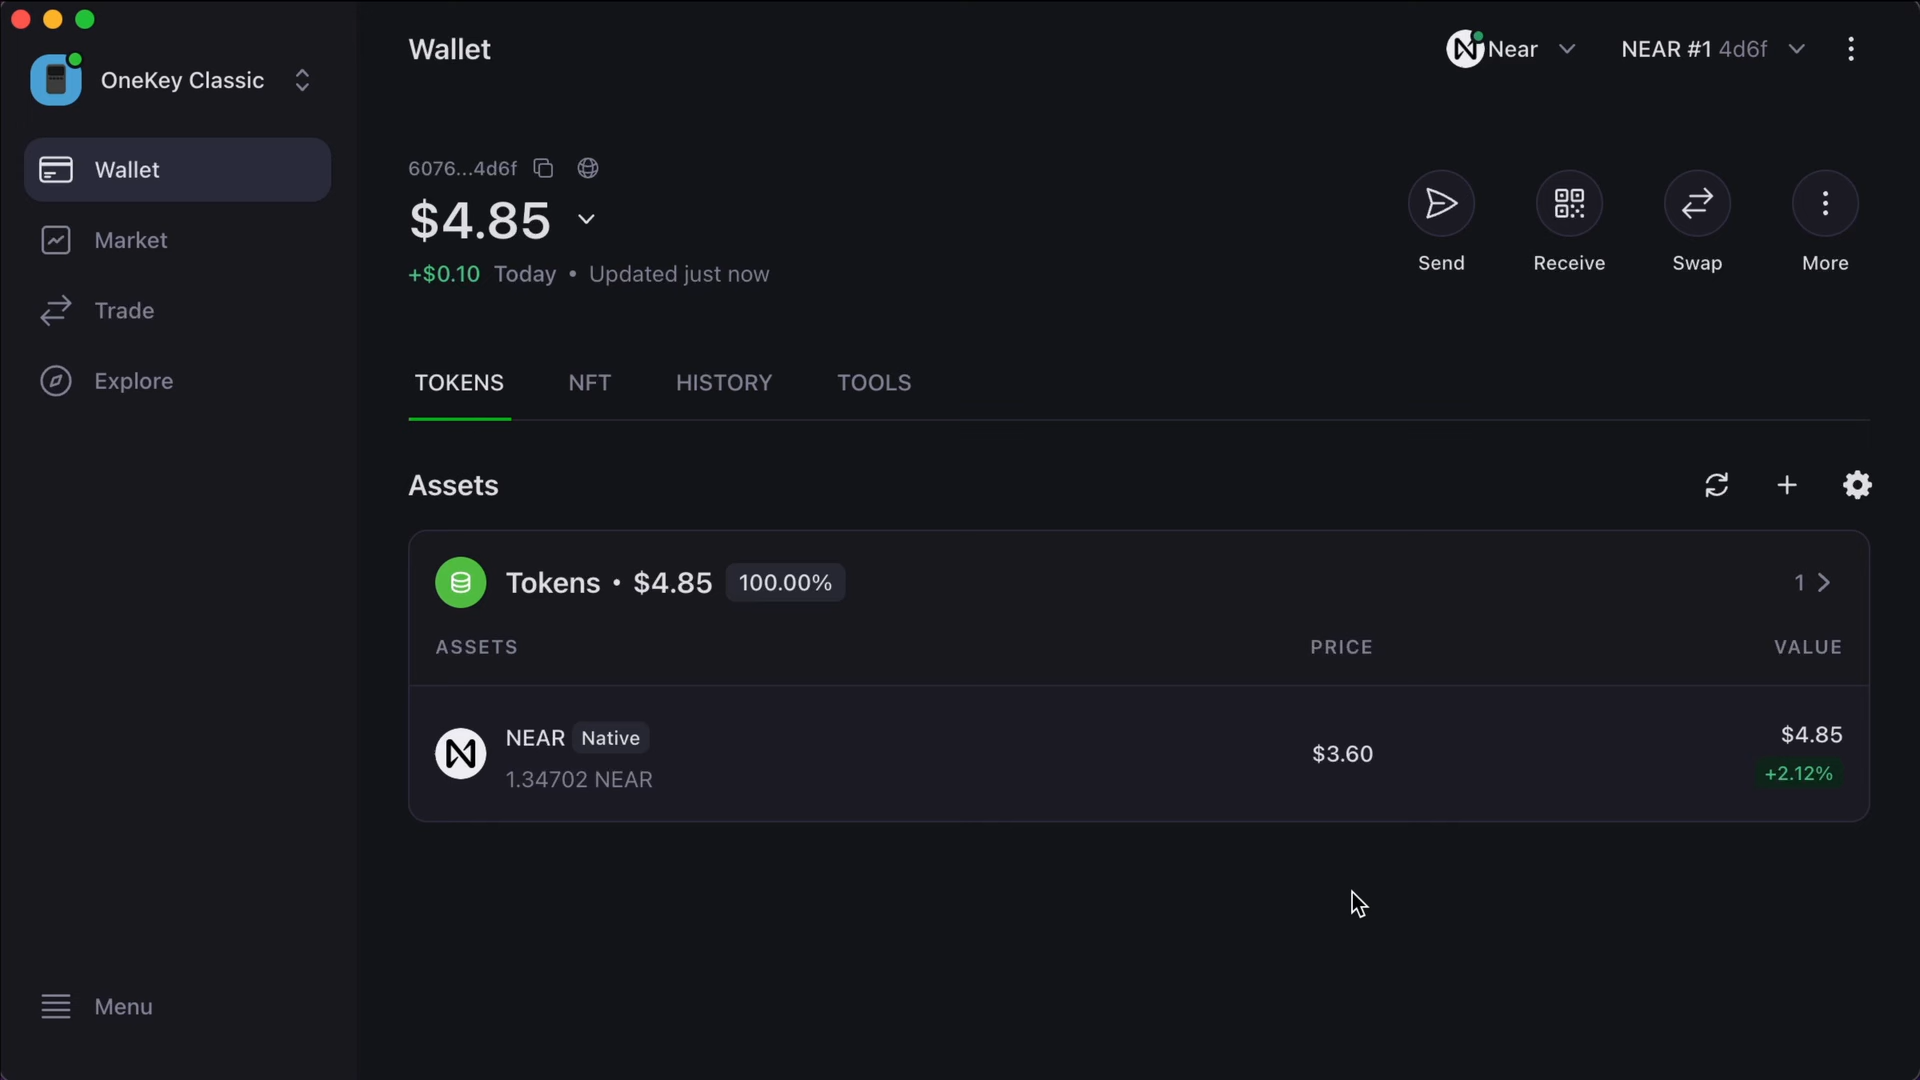 Wallet
Near
NEAR #1 4d6f
OneKey Classic
Wallet
Market
Trade
Explore
Menu
6076...4d6f
$4.85
+$0.10 Today • Updated just now
Send
Receive
Swap
More
TOKENS
NFT
HISTORY
TOOLS
Assets
Tokens • $4.85 100.00%
1
ASSETS
PRICE
VALUE
NEAR Native
1.34702 NEAR
$3.60
$4.85
+2.12%